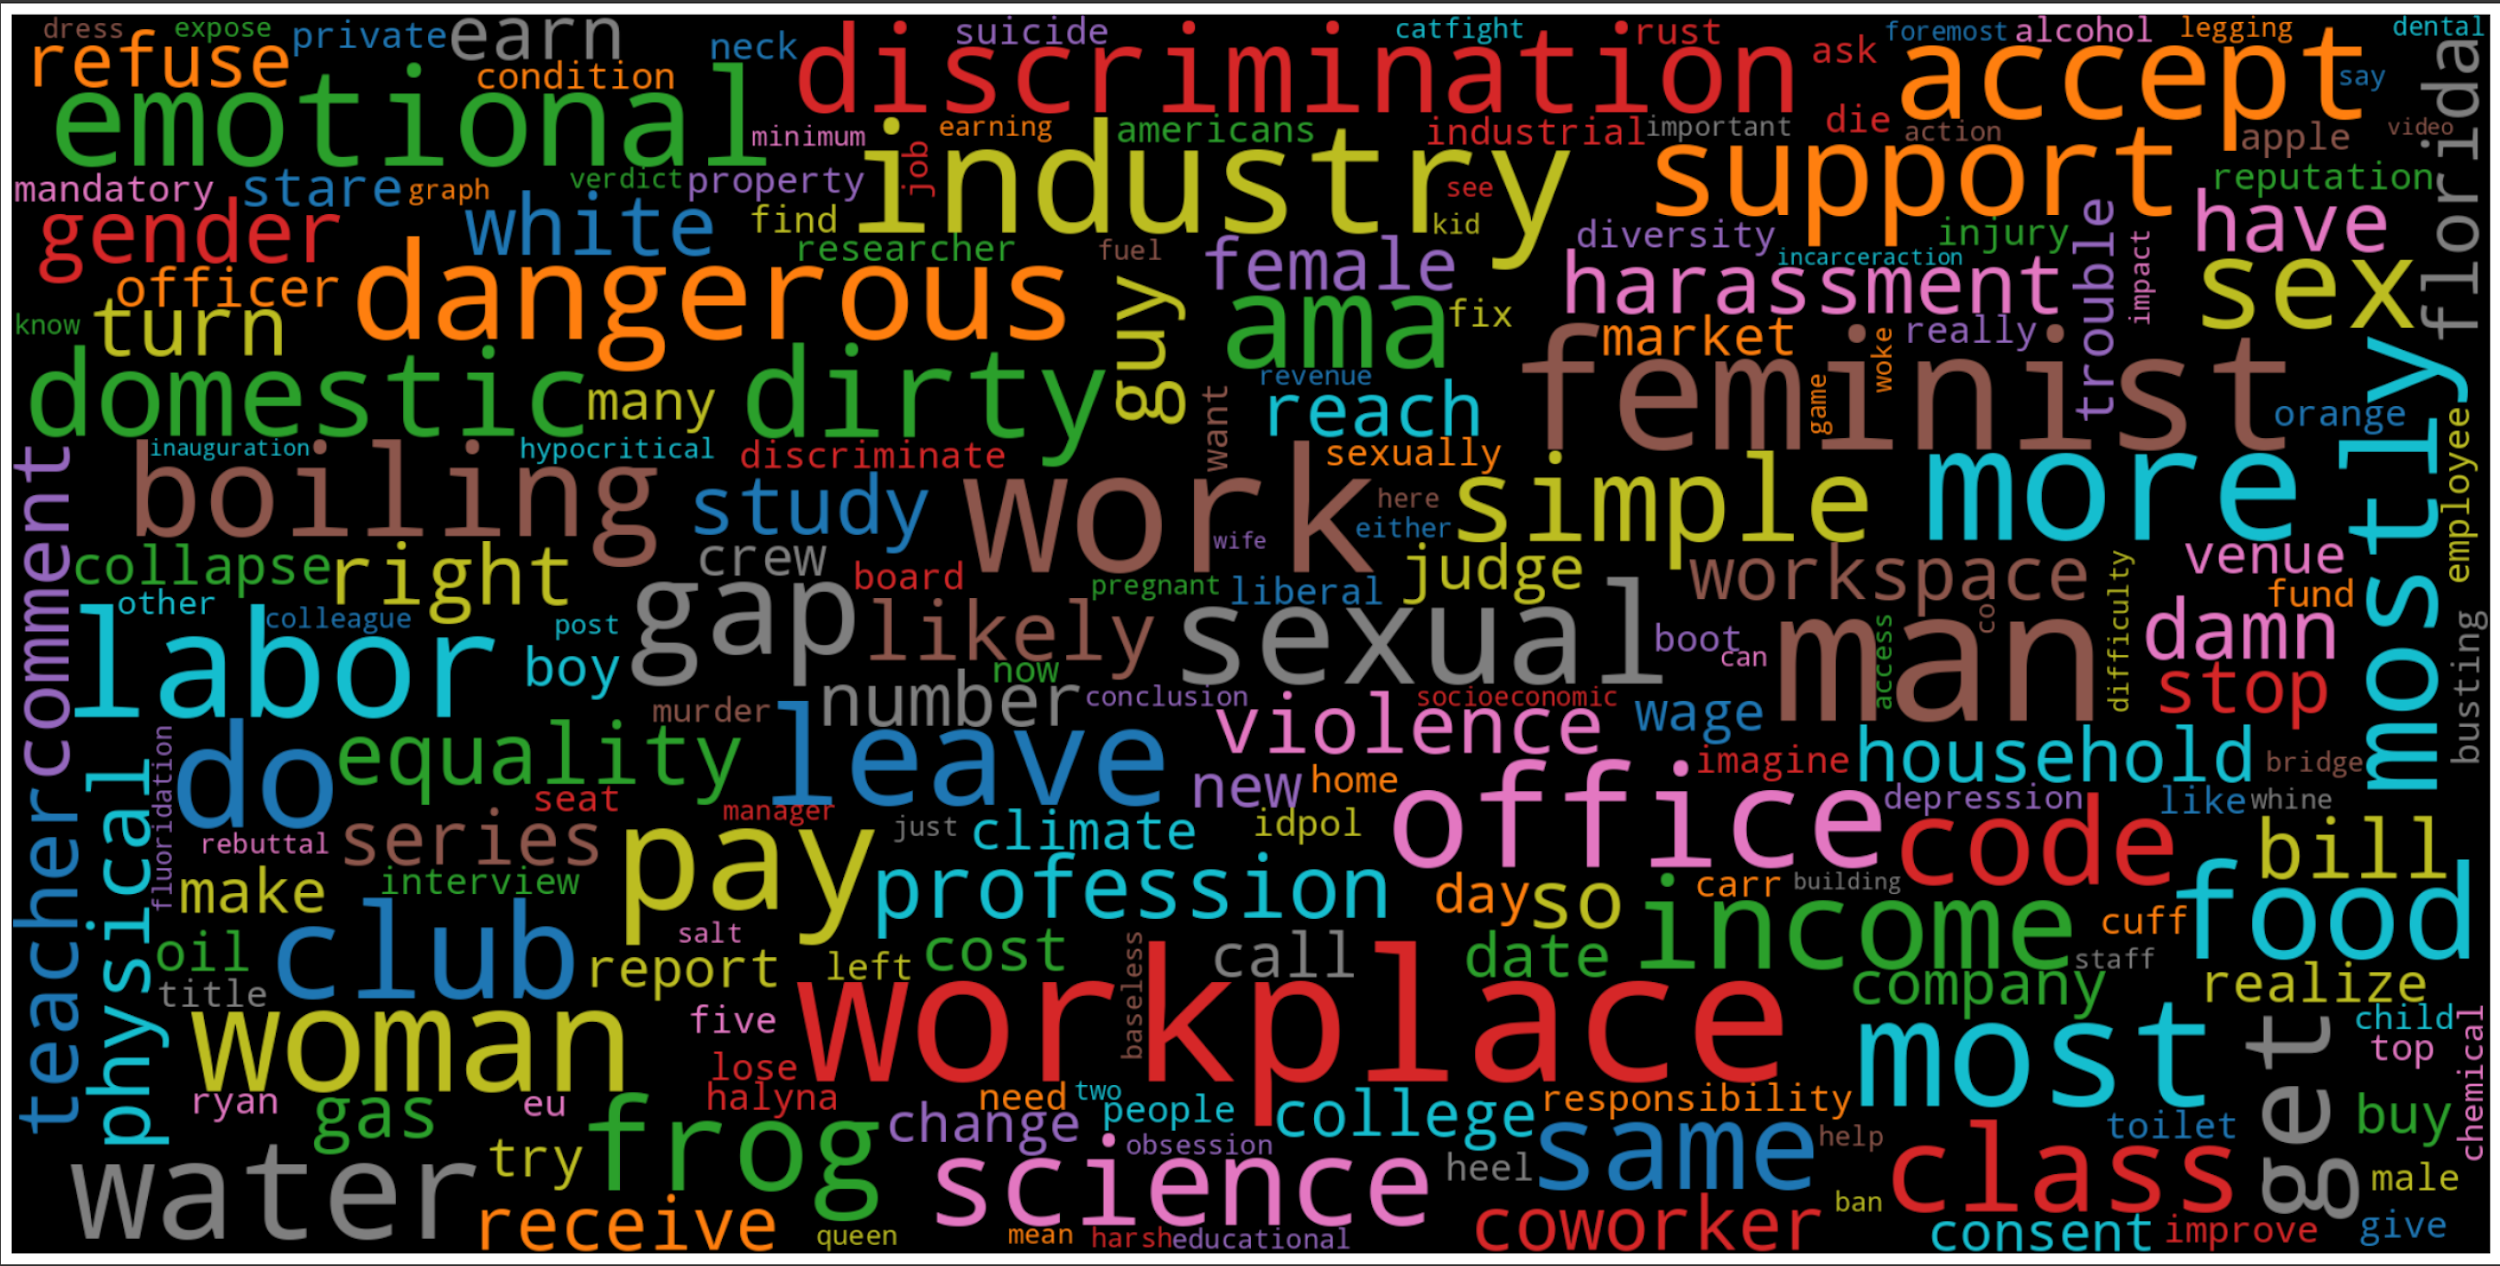 dress expose private earn neck suicide catfight rust ask foremost alcohol legging dental
refuse condition discrimination accept say florida
emotional minimum earning americans industrial important die action apple video
mandatory stare graph verdict property job industry see support reputation
gender white find researcher fuel kid diversity injury trouble have
officer dangerous female harassment incarceraction impact sex
know turn guy ama fix market woke really
domestic many dirty want revenue reach game feminist orange mostly
comment inauguration boiling hypocritical discriminate sexually employee
study work here either simple more
collapse right crew board wife pregnant liberal judge workspace difficulty venue
other colleague post gap likely sexual co fund
labor boy now boot can man access damn busting
murder number conclusion socioeconomic wage stop
physical fluoridation do equality leave violence imagine household bridge
seat manager new home office depression like whine
teacher rebuttal series pay just climate idpol code bill
make interview profession day so carr building income cuff food
oil club salt report left cost baseless call date staff
title company realize
woman five workplace most get child
lose top chemical
ryan gas eu halyna need two people college responsibility buy
frog change obsession same help toilet
water try science heel class male
receive queen mean harsh educational coworker ban consent improve give